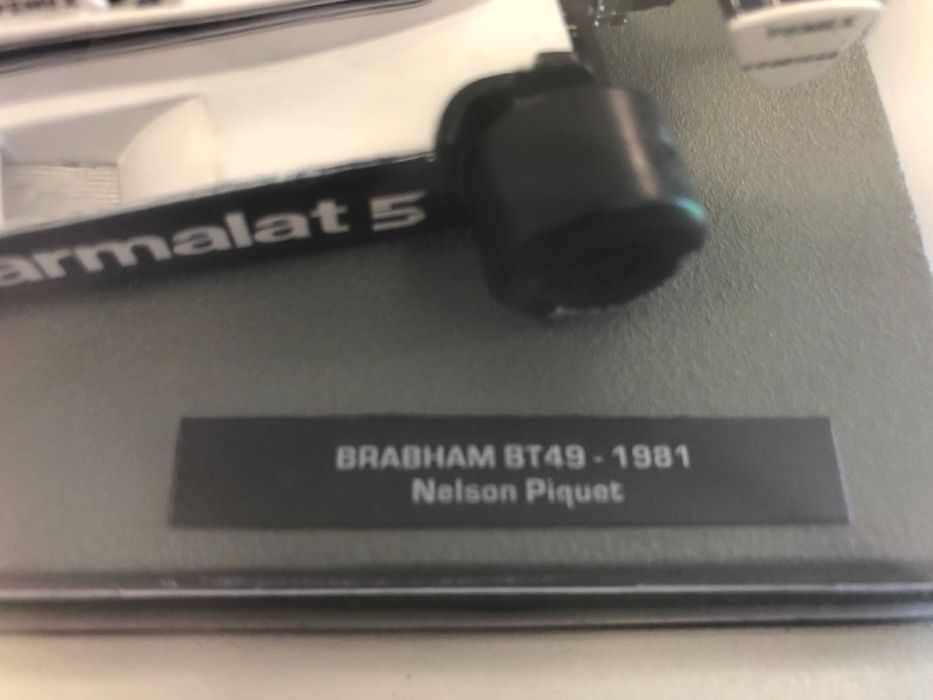 armalat 5
BRABHAM BT49 - 1981
Nelson Piquet